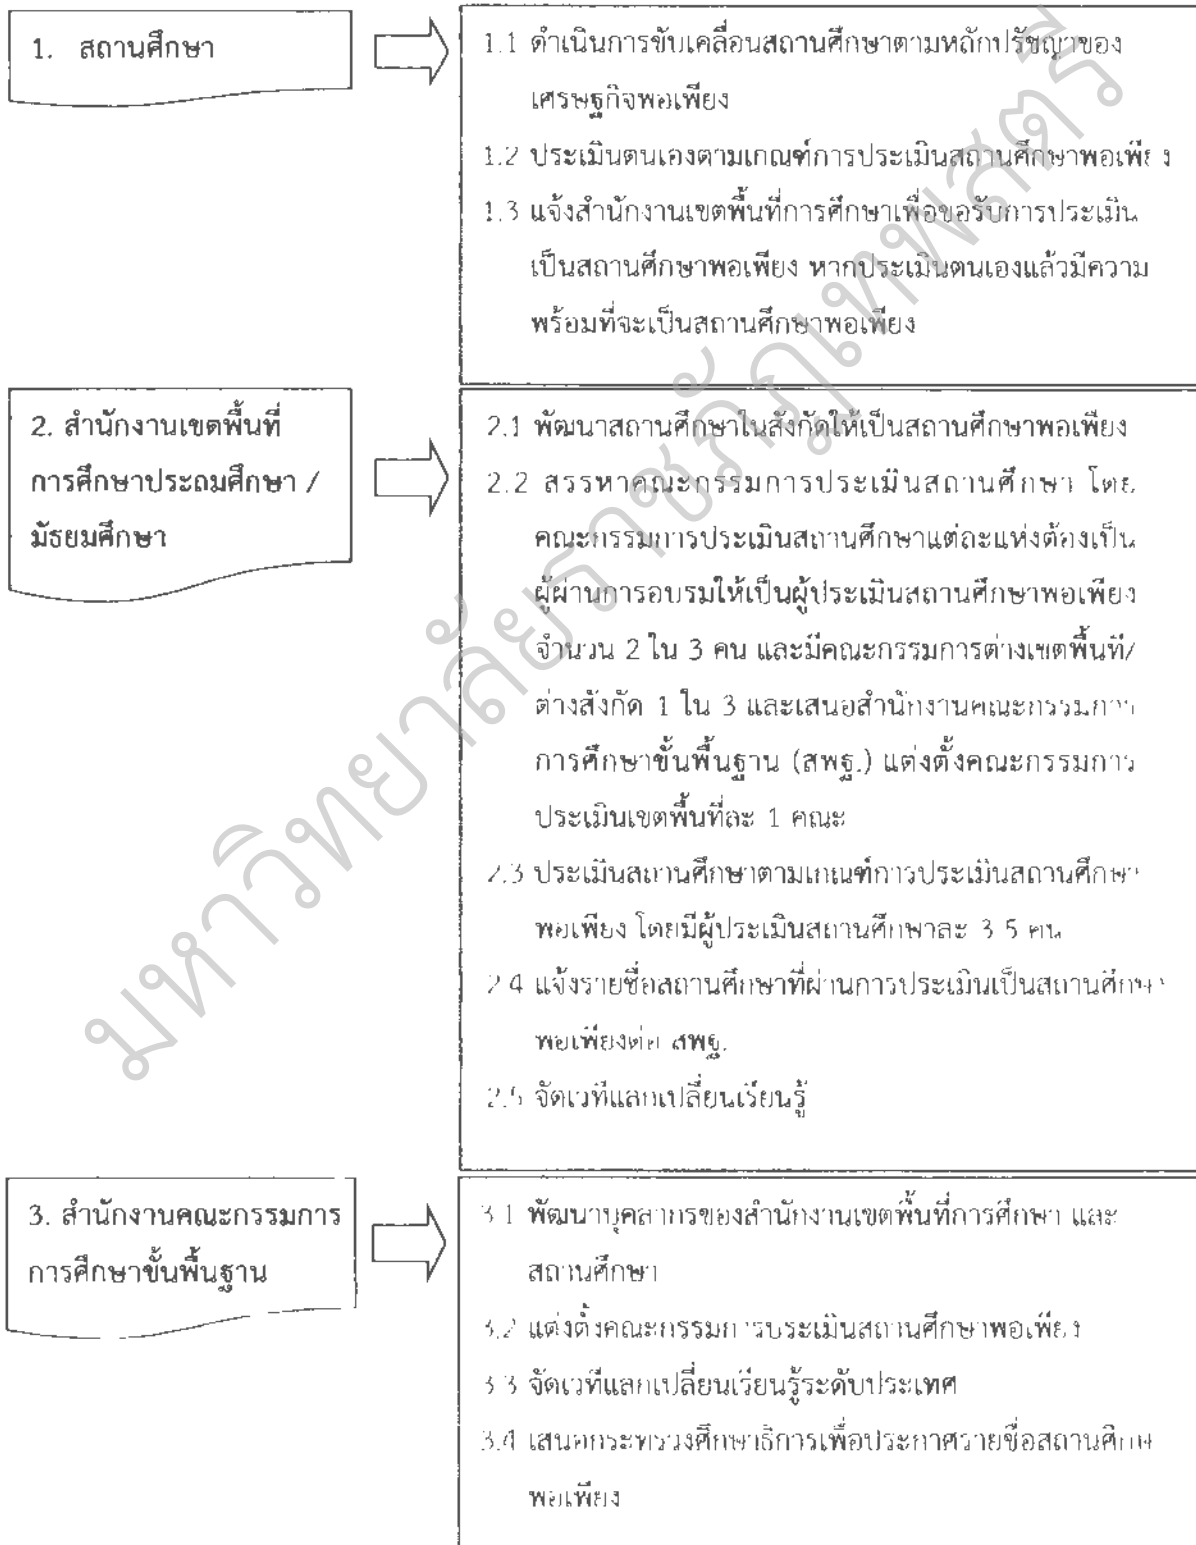 1. สถานศึกษา
1.1 ดำเนินการขับเคลื่อนสถานศึกษาตามหลักปรัชญาของ
เศรษฐกิจพอเพียง
1.2 ประเมินตนเองตามเกณฑ์การประเมินสถานศึกษาพอเพียง
1.3 แจ้งสำนักงานเขตพื้นที่การศึกษาเพื่อขอรับการประเมิน
เป็นสถานศึกษาพอเพียง หากประเมินตนเองแล้วมีความ
พร้อมที่จะเป็นสถานศึกษาพอเพียง
2. สำนักงานเขตพื้นที่
การศึกษาประถมศึกษา /
มัธยมศึกษา
2.1 พัฒนาสถานศึกษาในสังกัดให้เป็นสถานศึกษาพอเพียง
2.2 สรรหาคณะกรรมการประเมินสถานศึกษา โดย
คณะกรรมการประเมินสถานศึกษาแต่ละแห่งต้องเป็น
ผู้ผ่านการอบรมให้เป็นผู้ประเมินสถานศึกษาพอเพียง
จำนวน 2 ใน 3 คน และมีคณะกรรมการต่างเขตพื้นที่/
ต่างสังกัด 1 ใน 3 และเสนอสำนักงานคณะกรรมการ
การศึกษาขั้นพื้นฐาน (สพฐ.) แต่งตั้งคณะกรรมการ
ประเมินเขตพื้นที่ละ 1 คณะ
2.3 ประเมินสถานศึกษาตามเกณฑ์การประเมินสถานศึกษา
พอเพียง โดยมีผู้ประเมินสถานศึกษาละ 3-5 คน
2.4 แจ้งรายชื่อสถานศึกษาที่ผ่านการประเมินเป็นสถานศึกษา
พอเพียงต่อ สพฐ.
2.5 จัดเวทีแลกเปลี่ยนเรียนรู้
3. สำนักงานคณะกรรมการ
การศึกษาขั้นพื้นฐาน
3.1 พัฒนาบุคลากรของสำนักงานเขตพื้นที่การศึกษา และ
สถานศึกษา
3.2 แต่งตั้งคณะกรรมการประเมินสถานศึกษาพอเพียง
3.3 จัดเวทีแลกเปลี่ยนเรียนรู้ระดับประเทศ
3.4 เสนอกระทรวงศึกษาธิการเพื่อประกาศรายชื่อสถานศึกษา
พอเพียง
มหาวิทยาลัยราชภัฏเทพสตรี